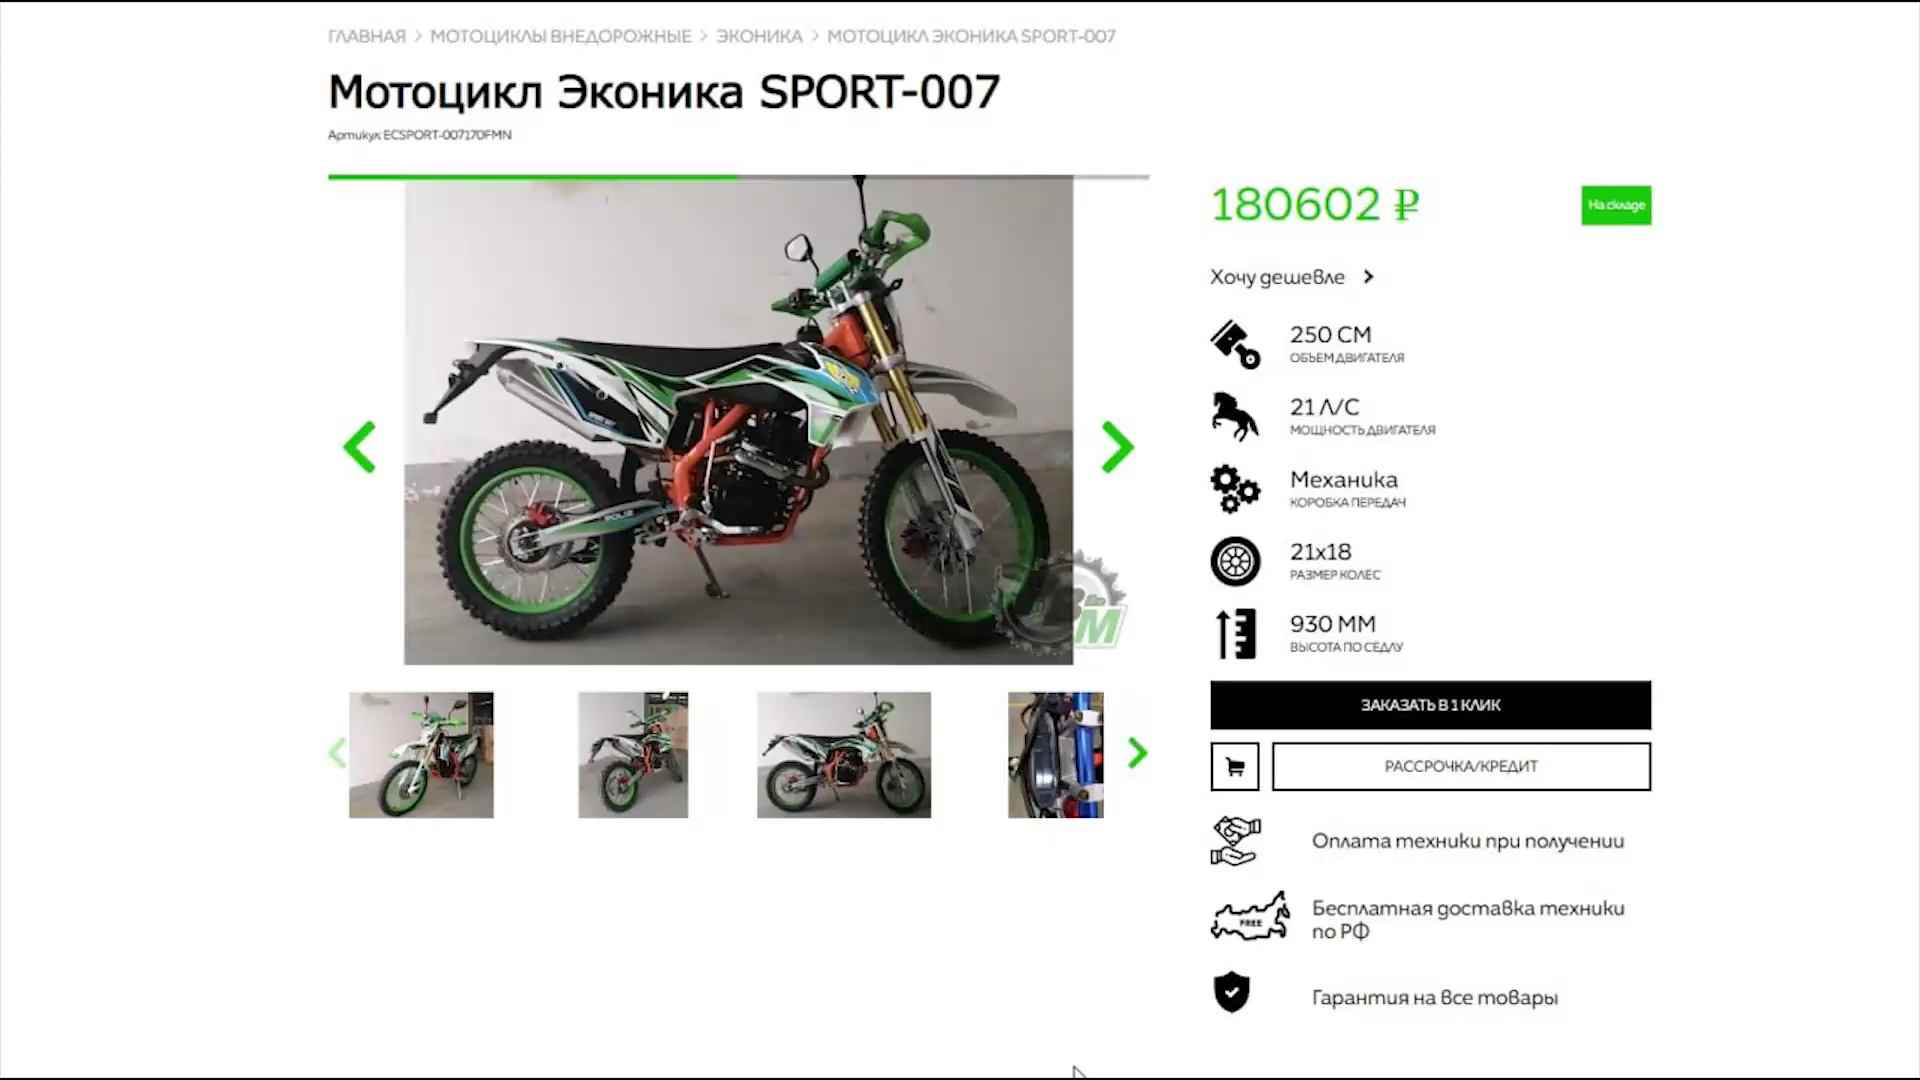 ГЛАВНАЯ > МОТОЦИКЛЫ ВНЕДОРОЖНЫЕ > ЭКОНИКА > МОТОЦИКЛ ЭКОНИКА SPORT-007
Мотоцикл Эконика SPORT-007
Артикул: ECSPORT-007170FMN
180602 ₽
На складе
Хочу дешевле >
250 СМ
ОБЪЕМ ДВИГАТЕЛЯ
21 Л/С
МОЩНОСТЬ ДВИГАТЕЛЯ
Механика
КОРОБКА ПЕРЕДАЧ
21x18
РАЗМЕР КОЛЕС
930 ММ
ВЫСОТА ПО СЕДЛУ
ЗАКАЗАТЬ В 1 КЛИК
РАССРОЧКА/КРЕДИТ
Оплата техники при получении
FREE
Бесплатная доставка техники
по РФ
Гарантия на все товары